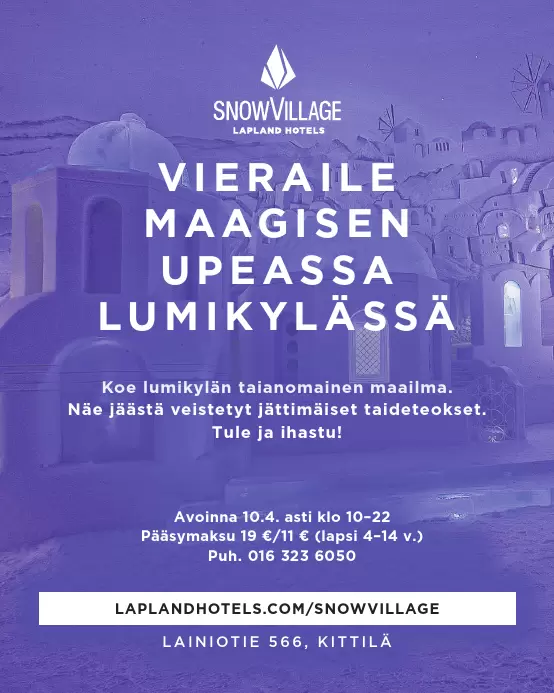 SNOWVILLAGE
LAPLAND HOTELS
VIERAILE
MAAGISEN
UPEASSA
LUMIKYLÄSSÄ
Koe lumikylän taianomainen maailma.
Näe jäästä veistetyt jättimäiset taideteokset.
Tule ja ihastu!
Avoinna 10.4. asti klo 10–22
Pääsymaksu 19 €/11 € (lapsi 4–14 v.)
Puh. 016 323 6050
LAPLANDHOTELS.COM/SNOWVILLAGE
LAINIOTIE 566, KITTILÄ